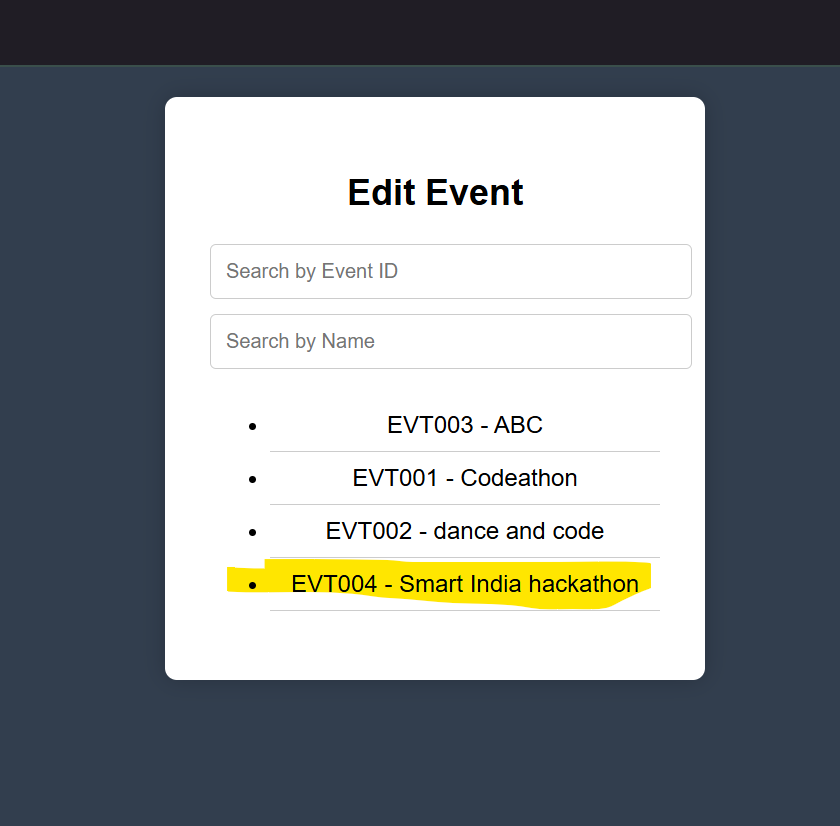 Edit Event
Search by Event ID
Search by Name
EVT003 - ABC
EVT001 - Codeathon
EVT002 - dance and code
EVT004 - Smart India hackathon